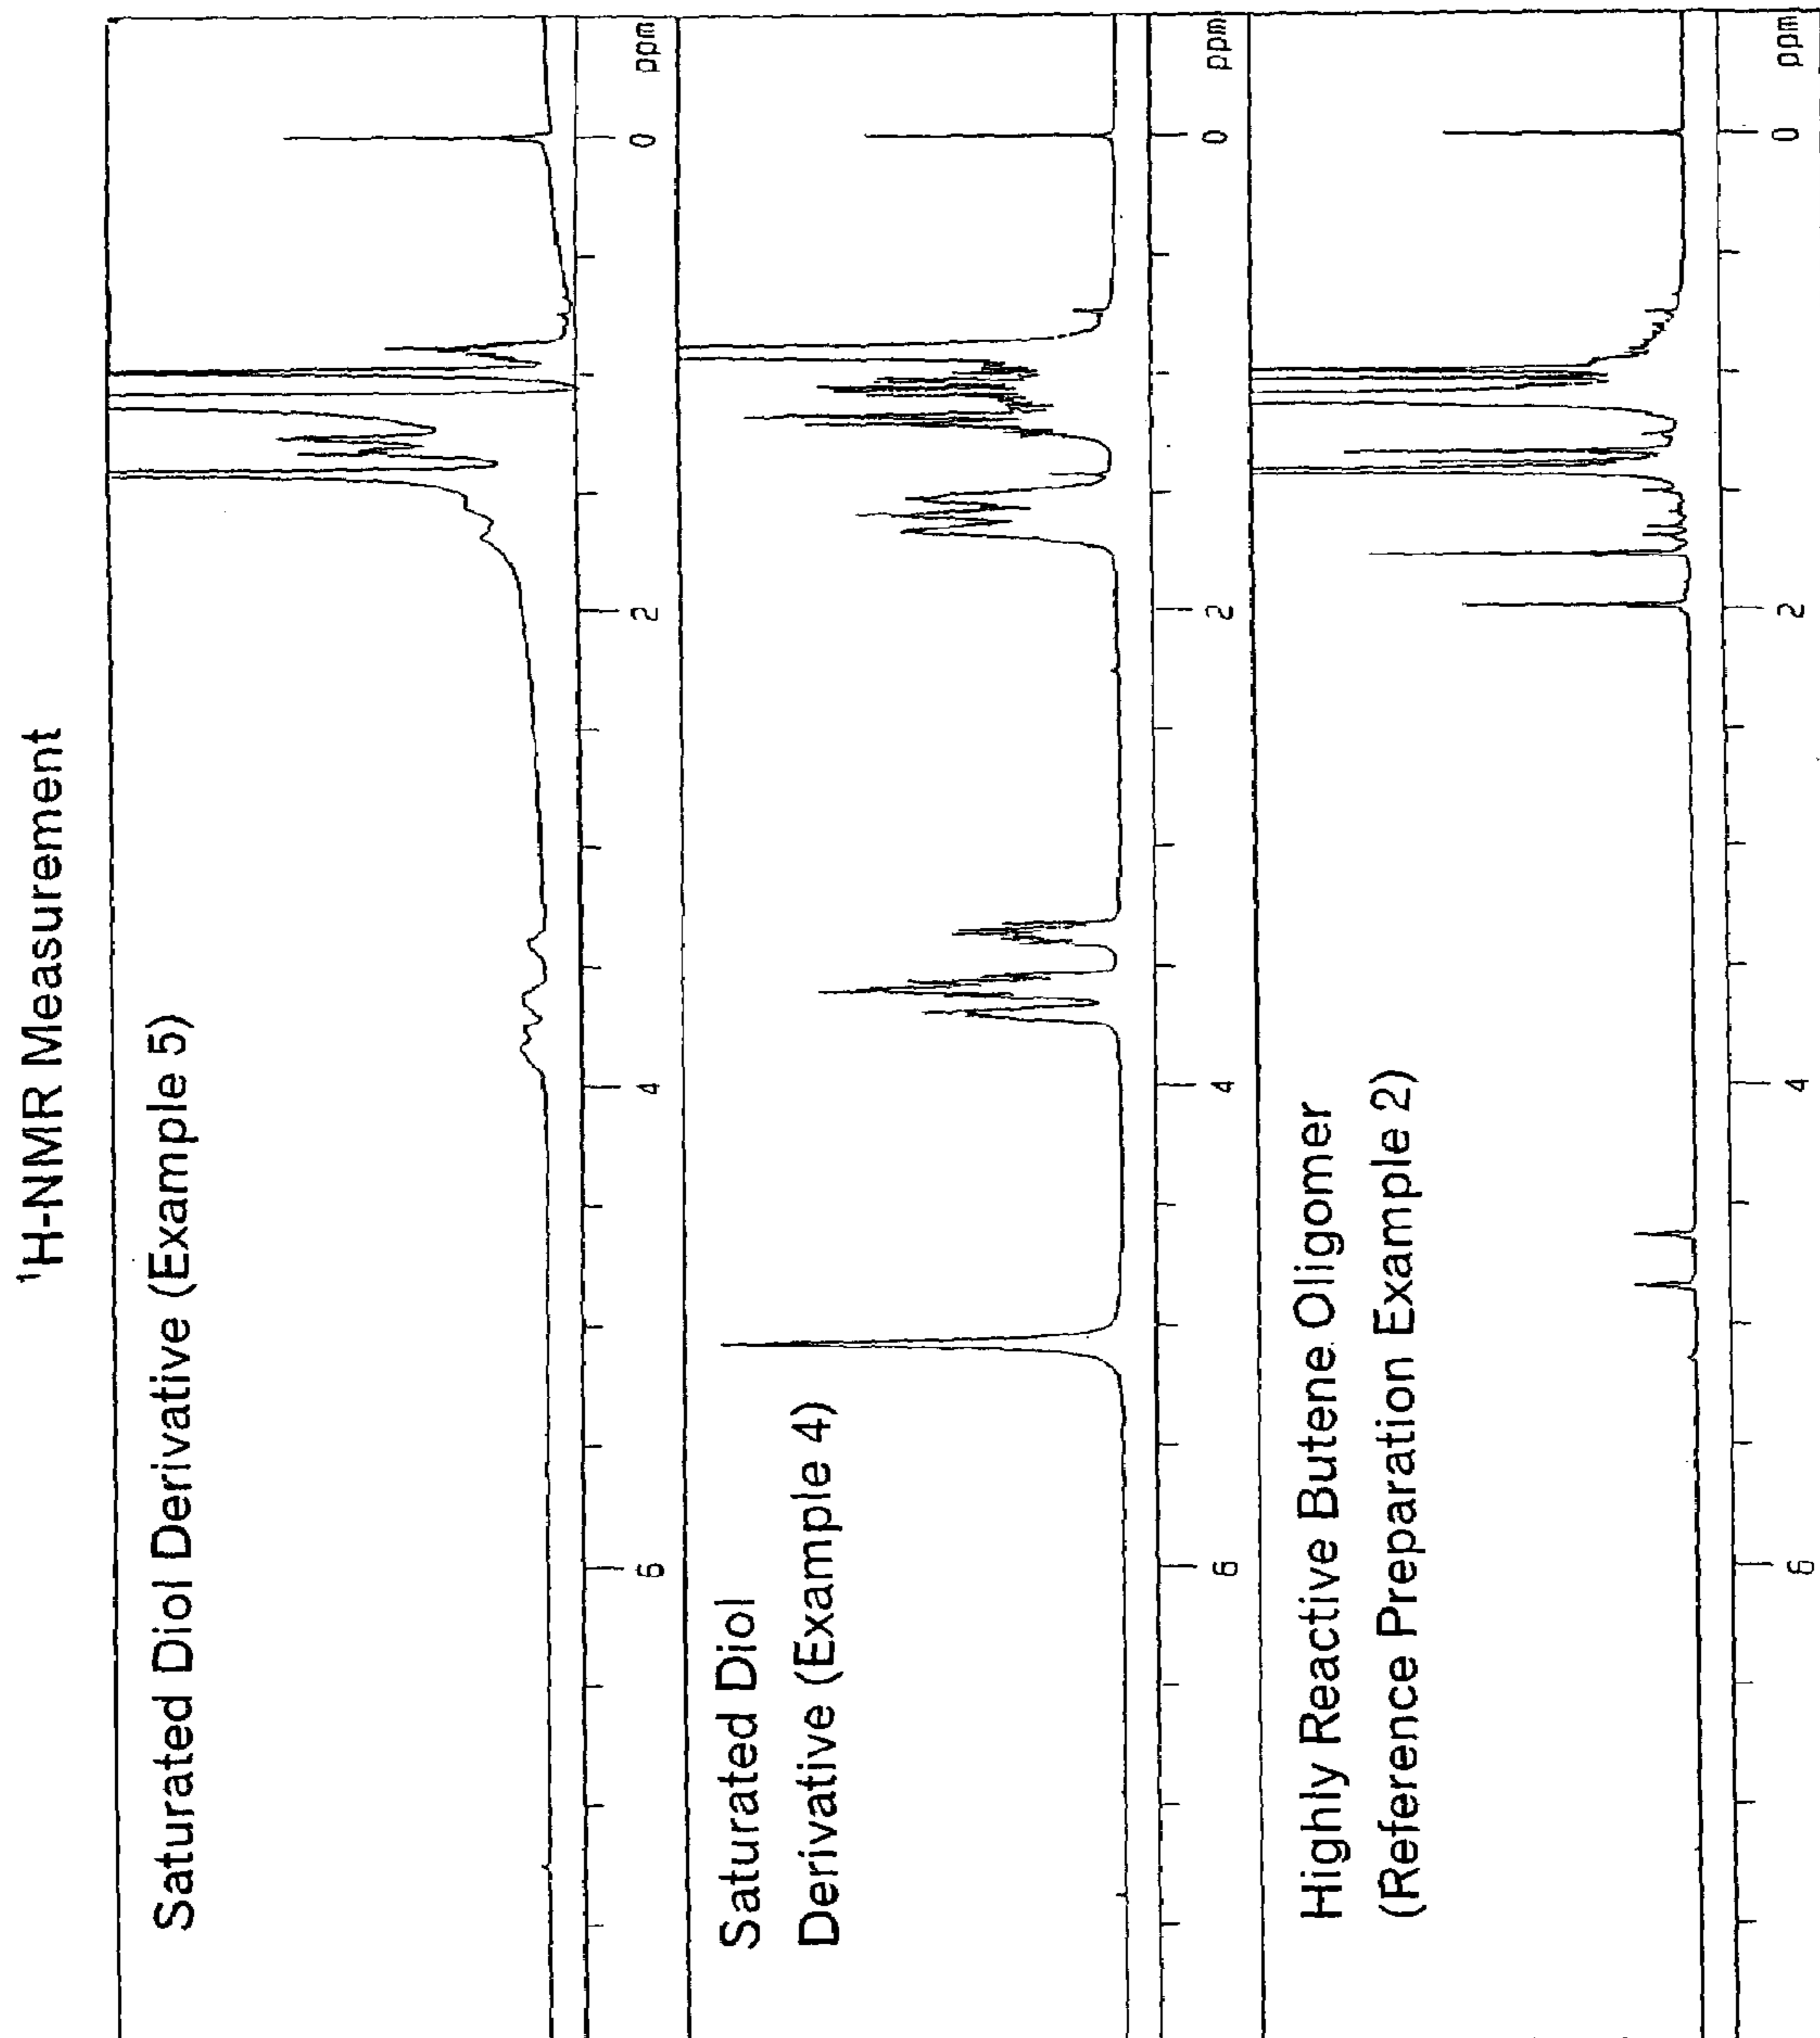 ¹H-NMR Measurement
Saturated Diol Derivative (Example 5)
6
4
2
0
ppm
Saturated Diol
Derivative (Example 4)
6
4
2
0
ppm
Highly Reactive Butene Oligomer
(Reference Preparation Example 2)
6
4
2
0
ppm